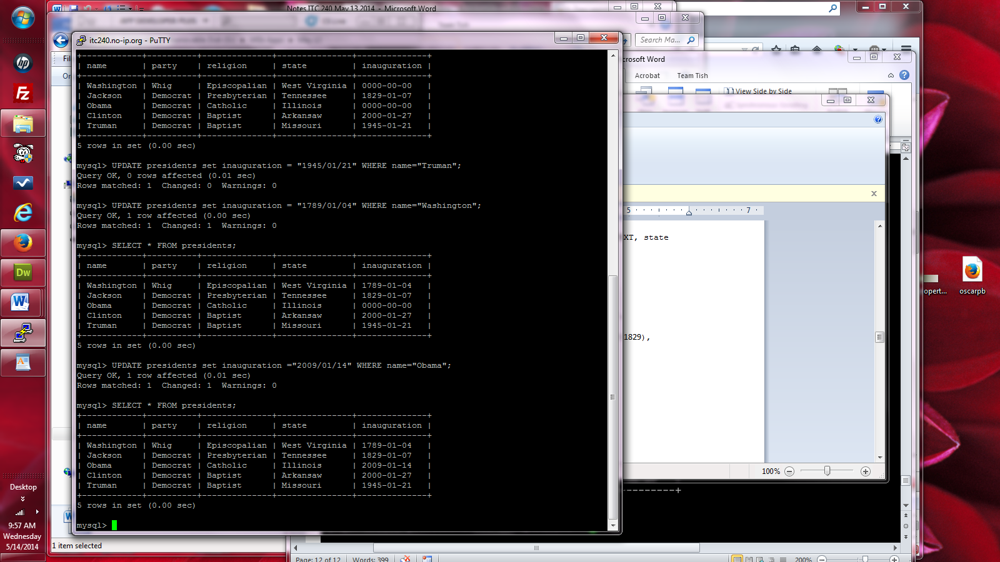 Notes ITC 240 May 13 2014 - Microsoft Word
itc240.no-ip.org - PuTTY
Search Ma...
crosoft Word
Acrobat Team Tish
View Side by Side
+------------+----------+--------------+---------------+--------------+
| name | party | religion | state | inauguration |
+------------+----------+--------------+---------------+--------------+
| Washington | Whig | Episcopalian | West Virginia | 0000-00-00 |
| Jackson | Democrat | Presbyterian | Tennessee | 1829-01-07 |
| Obama | Democrat | Catholic | Illinois | 0000-00-00 |
| Clinton | Democrat | Baptist | Arkansaw | 2000-01-27 |
| Truman | Democrat | Baptist | Missouri | 1945-01-21 |
+------------+----------+--------------+---------------+--------------+
5 rows in set (0.00 sec)
mysql> UPDATE presidents set inauguration = "1945/01/21" WHERE name="Truman";
Query OK, 0 rows affected (0.01 sec)
Rows matched: 1 Changed: 0 Warnings: 0
mysql> UPDATE presidents set inauguration = "1789/01/04" WHERE name="Washington";
Query OK, 1 row affected (0.00 sec)
Rows matched: 1 Changed: 1 Warnings: 0
mysql> SELECT * FROM presidents;
+------------+----------+--------------+---------------+--------------+
| name | party | religion | state | inauguration |
+------------+----------+--------------+---------------+--------------+
| Washington | Whig | Episcopalian | West Virginia | 1789-01-04 |
| Jackson | Democrat | Presbyterian | Tennessee | 1829-01-07 |
| Obama | Democrat | Catholic | Illinois | 0000-00-00 |
| Clinton | Democrat | Baptist | Arkansaw | 2000-01-27 |
| Truman | Democrat | Baptist | Missouri | 1945-01-21 |
+------------+----------+--------------+---------------+--------------+
5 rows in set (0.00 sec)
mysql> UPDATE presidents set inauguration ="2009/01/14" WHERE name="Obama";
Query OK, 1 row affected (0.01 sec)
Rows matched: 1 Changed: 1 Warnings: 0
mysql> SELECT * FROM presidents;
+------------+----------+--------------+---------------+--------------+
| name | party | religion | state | inauguration |
+------------+----------+--------------+---------------+--------------+
| Washington | Whig | Episcopalian | West Virginia | 1789-01-04 |
| Jackson | Democrat | Presbyterian | Tennessee | 1829-01-07 |
| Obama | Democrat | Catholic | Illinois | 2009-01-14 |
| Clinton | Democrat | Baptist | Arkansaw | 2000-01-27 |
| Truman | Democrat | Baptist | Missouri | 1945-01-21 |
+------------+----------+--------------+---------------+--------------+
5 rows in set (0.00 sec)
mysql>
5 7
XT, state
1829),
100%
----------+
opert...
oscarpb
hp
Fz
Dw
W
Fil
Or
Desktop
9:57 AM
Wednesday
5/14/2014
1 item selected
Page: 12 of 12 Words: 399
200%